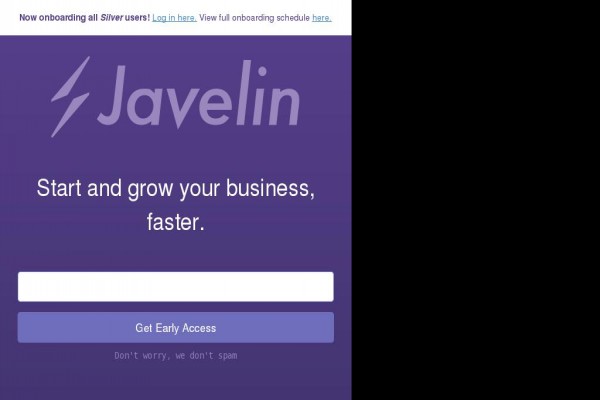 Now onboarding all Silver users! Log in here. View full onboarding schedule here.
Javelin
Start and grow your business,
faster.
Get Early Access
Don't worry, we don't spam